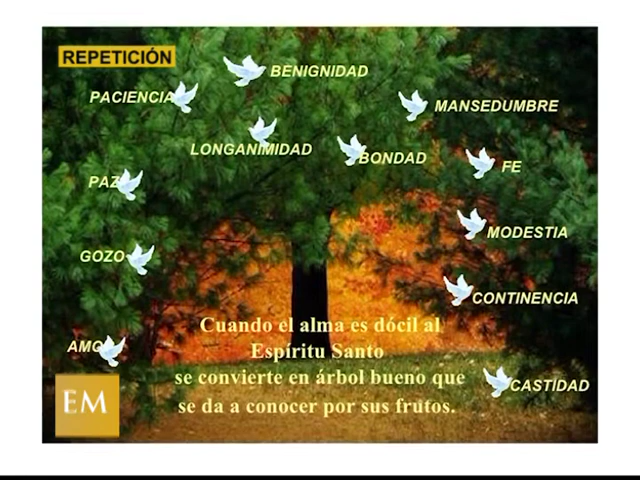 REPETICIÓN
BENIGNIDAD
PACIENCIA
MANSEDUMBRE
LONGANIMIDAD
BONDAD
FE
PAZ
MODESTIA
GOZO
CONTINENCIA
Cuando el alma es dócil al
Espíritu Santo
AMO
se convierte en árbol bueno que
CASTIDAD
se da a conocer por sus frutos.
EM